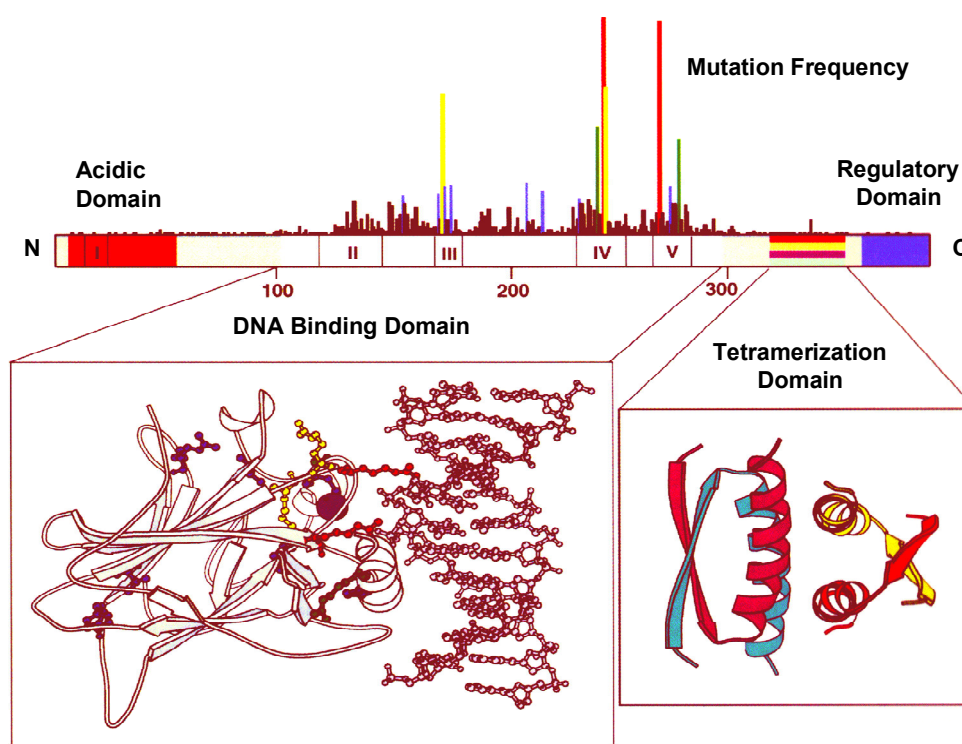 Mutation Frequency
Acidic
Domain
Regulatory
Domain
N
I
II
III
IV
V
C
100
200
300
DNA Binding Domain
Tetramerization
Domain